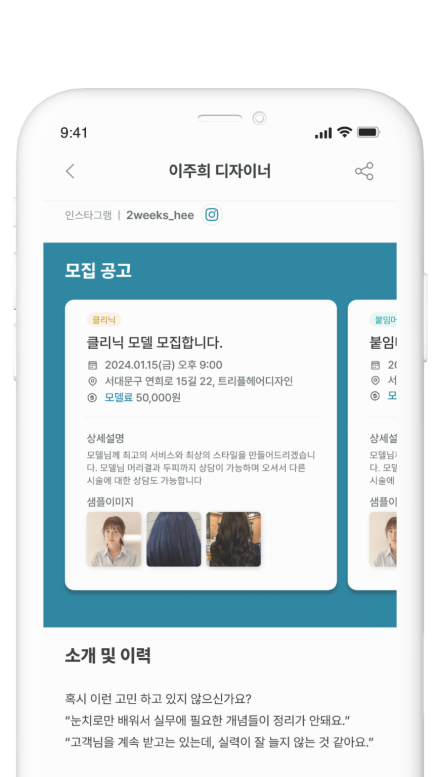 9:41
이주희 디자이너
인스타그램 | 2weeks_hee
모집 공고
클리닉
클리닉 모델 모집합니다.
2024.01.15(금) 오후 9:00
서대문구 연희로 15길 22, 트리플헤어디자인
모델료 50,000원
상세설명
모델님께 최고의 서비스와 최상의 스타일을 만들어드리겠습니
다. 모델님 머리결과 두피까지 상담이 가능하며 오셔서 다른
시술에 대한 상담도 가능합니다
샘플이미지
붙임머
붙임머
20
서
모
상세설
모델님께
다. 모델
시술에
샘플이
소개 및 이력
혹시 이런 고민 하고 있지 않으신가요?
“눈치로만 배워서 실무에 필요한 개념들이 정리가 안돼요.”
“고객님을 계속 받고는 있는데, 실력이 잘 늘지 않는 것 같아요.”